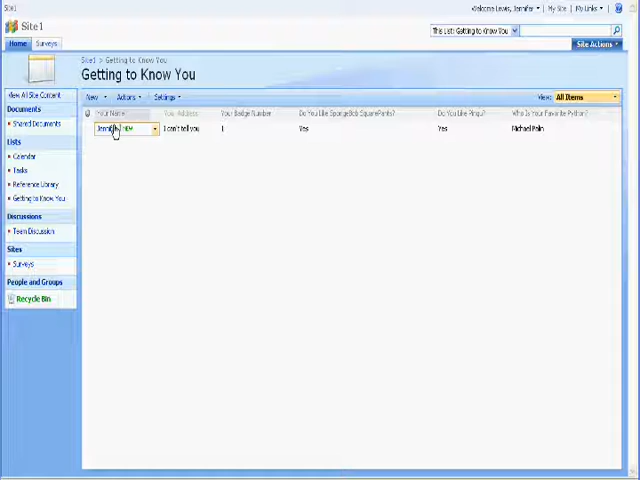 Site1
Welcome Lewis, Jennifer
My Site
My Links
Site1
This List: Getting to Know You
Home
Surveys
Site Actions
Site1 > Getting to Know You
Getting to Know You
View All Site Content
New
Actions
Settings
View: All Items
Documents
Shared Documents
Your Name
Your Address
Your Badge Number
Do You Like SpongeBob SquarePants?
Do You Like Pingu?
Who Is Your Favorite Python?
I can't tell you
1
Yes
Yes
Michael Palin
Lists
Calendar
Tasks
Reference Library
Getting to Know You
Discussions
Team Discussion
Sites
Surveys
People and Groups
Recycle Bin